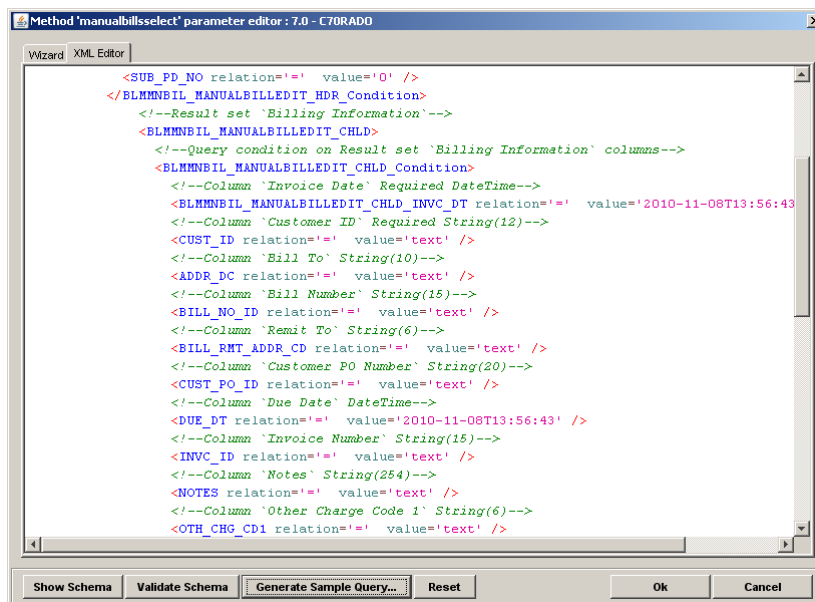 Method 'manualbillsselect' parameter editor : 7.0 - C70RADO
Wizard XML Editor
<SUB_PD_NO relation='=' value='0' />
</BLMMNBIL_MANUALBILLEDIT_HDR_Condition>
<!--Result set `Billing Information`-->
<BLMMNBIL_MANUALBILLEDIT_CHLD>
<!--Query condition on Result set `Billing Information` columns-->
<BLMMNBIL_MANUALBILLEDIT_CHLD_Condition>
<!--Column `Invoice Date` Required DateTime-->
<BLMMNBIL_MANUALBILLEDIT_CHLD_INVC_DT relation='=' value='2010-11-08T13:56:43
<!--Column `Customer ID` Required String(12)-->
<CUST_ID relation='=' value='text' />
<!--Column `Bill To` String(10)-->
<ADDR_DC relation='=' value='text' />
<!--Column `Bill Number` String(15)-->
<BILL_NO_ID relation='=' value='text' />
<!--Column `Remit To` String(6)-->
<BILL_RMT_ADDR_CD relation='=' value='text' />
<!--Column `Customer PO Number` String(20)-->
<CUST_PO_ID relation='=' value='text' />
<!--Column `Due Date` DateTime-->
<DUE_DT relation='=' value='2010-11-08T13:56:43' />
<!--Column `Invoice Number` String(15)-->
<INVC_ID relation='=' value='text' />
<!--Column `Notes` String(254)-->
<NOTES relation='=' value='text' />
<!--Column `Other Charge Code 1` String(6)-->
<OTH_CHG_CD1 relation='=' value='text' />
Show Schema Validate Schema Generate Sample Query... Reset Ok Cancel